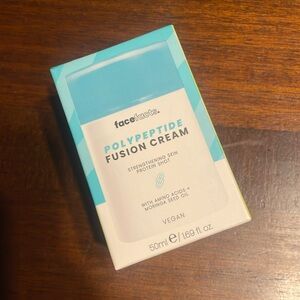 facefacts.
POLYPEPTIDE
FUSION CREAM
STRENGTHENING SKIN
PROTEIN SHOT
WITH AMINO ACIDS +
MORINGA SEED OIL
VEGAN
50ml e/1.69 fl. oz